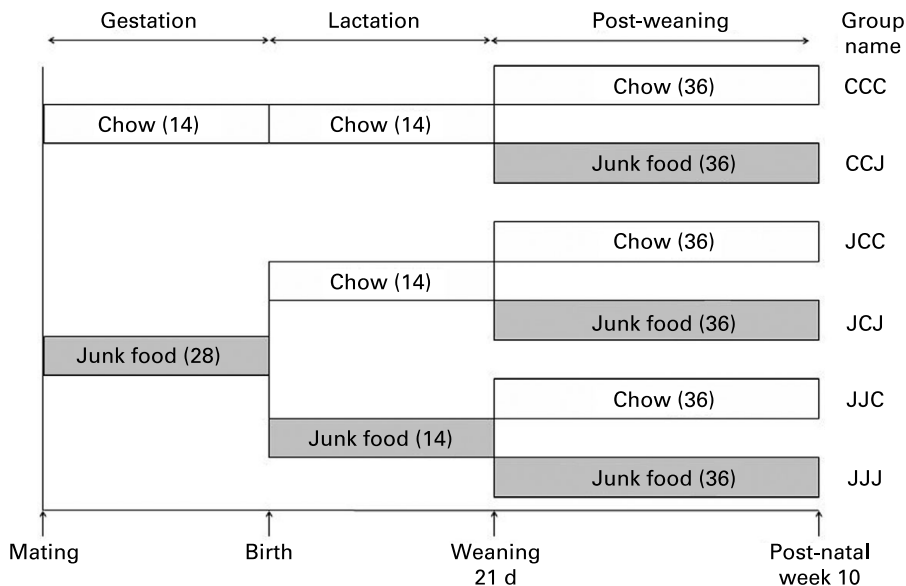 Gestation
Lactation
Post-weaning
Group
name
Chow (36)
CCC
Chow (14)
Chow (14)
Junk food (36)
CCJ
Chow (36)
JCC
Chow (14)
Junk food (36)
JCJ
Junk food (28)
Chow (36)
JJC
Junk food (14)
Junk food (36)
JJJ
Mating
Birth
Weaning
21 d
Post-natal
week 10